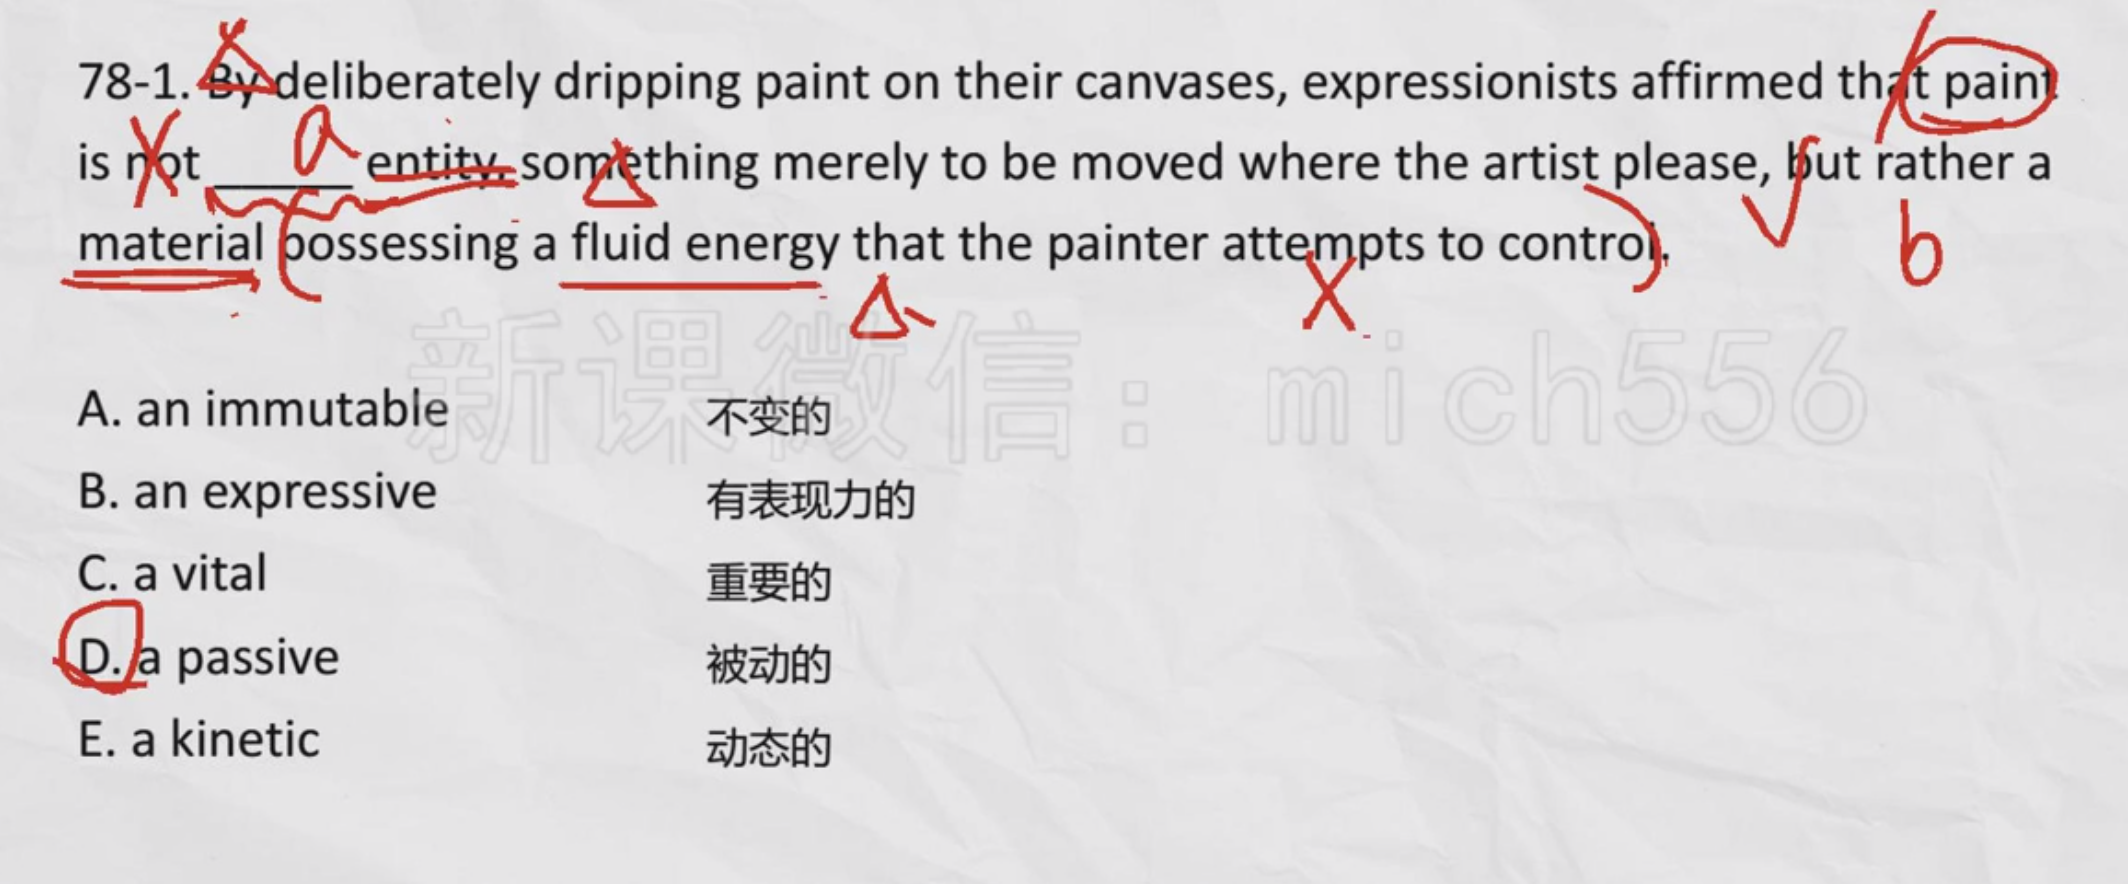 78-1. By deliberately dripping paint on their canvases, expressionists affirmed that paint
is not ______ entity, something merely to be moved where the artist please, but rather a
a
material possessing a fluid energy that the painter attempts to control.
b
新课微信：mich556
A. an immutable 不变的
B. an expressive 有表现力的
C. a vital 重要的
D. a passive 被动的
E. a kinetic 动态的